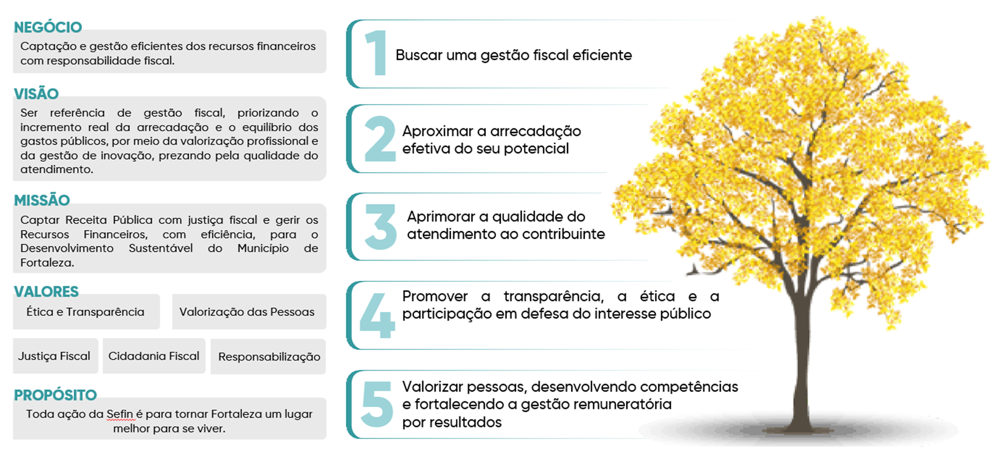 NEGÓCIO
Captação e gestão eficientes dos recursos financeiros
com responsabilidade fiscal.
VISÃO
Ser referência de gestão fiscal, priorizando o
incremento real da arrecadação e o equilíbrio dos
gastos públicos, por meio da valorização profissional e
da gestão de inovação, prezando pela qualidade do
atendimento.
MISSÃO
Captar Receita Pública com justiça fiscal e gerir os
Recursos Financeiros, com eficiência, para o
Desenvolvimento Sustentável do Município de
Fortaleza.
VALORES
Ética e Transparência
Valorização das Pessoas
Justiça Fiscal
Cidadania Fiscal
Responsabilização
PROPÓSITO
Toda ação da Sefin é para tornar Fortaleza um lugar
melhor para se viver.
1
Buscar uma gestão fiscal eficiente
2
Aproximar a arrecadação
efetiva do seu potencial
3
Aprimorar a qualidade do
atendimento ao contribuinte
4
Promover a transparência, a ética e a
participação em defesa do interesse público
5
Valorizar pessoas, desenvolvendo competências
e fortalecendo a gestão remuneratória
por resultados